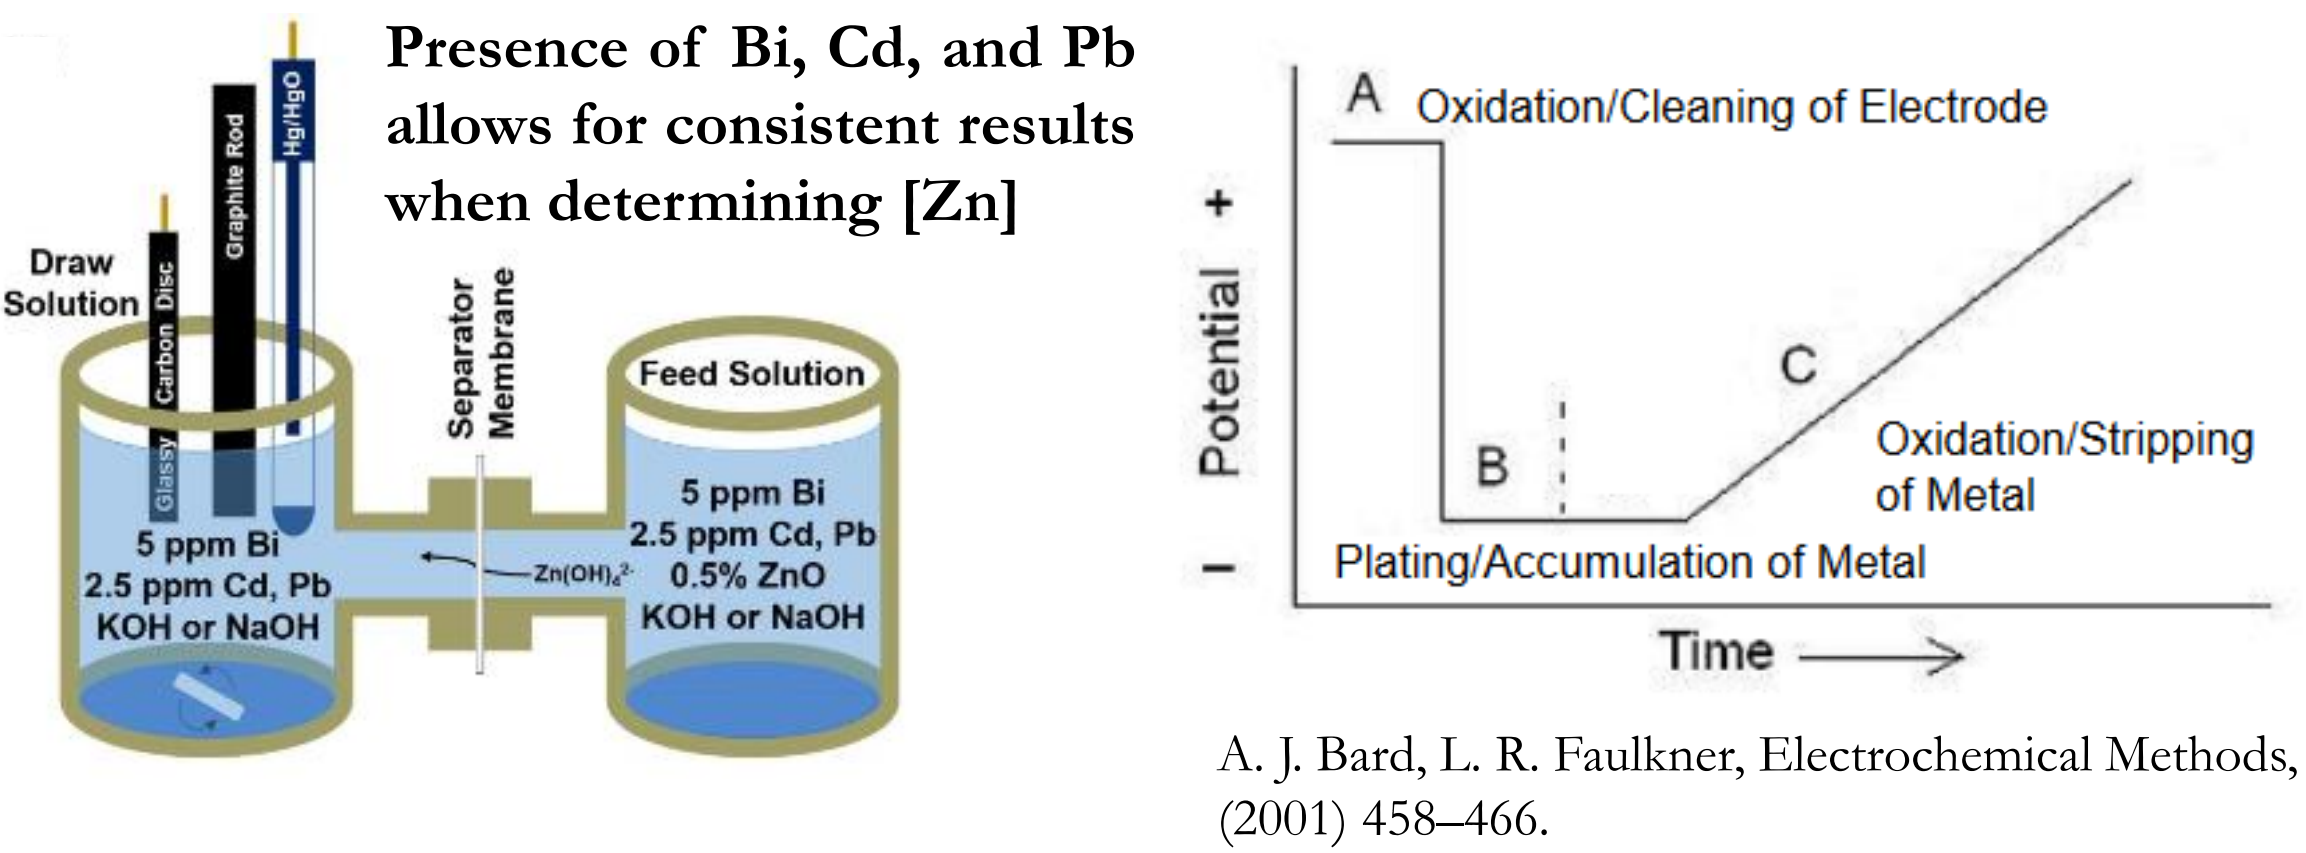 Presence of Bi, Cd, and Pb
allows for consistent results
when determining [Zn]
Hg/HgO
Graphite Rod
Glassy Carbon Disc
Draw
Solution
Separator
Membrane
Feed Solution
5 ppm Bi
2.5 ppm Cd, Pb
KOH or NaOH
Zn(OH)₄²⁻
5 ppm Bi
2.5 ppm Cd, Pb
0.5% ZnO
KOH or NaOH
A
Oxidation/Cleaning of Electrode
− Potential +
B
C
Oxidation/Stripping
of Metal
Plating/Accumulation of Metal
Time
A. J. Bard, L. R. Faulkner, Electrochemical Methods,
(2001) 458–466.